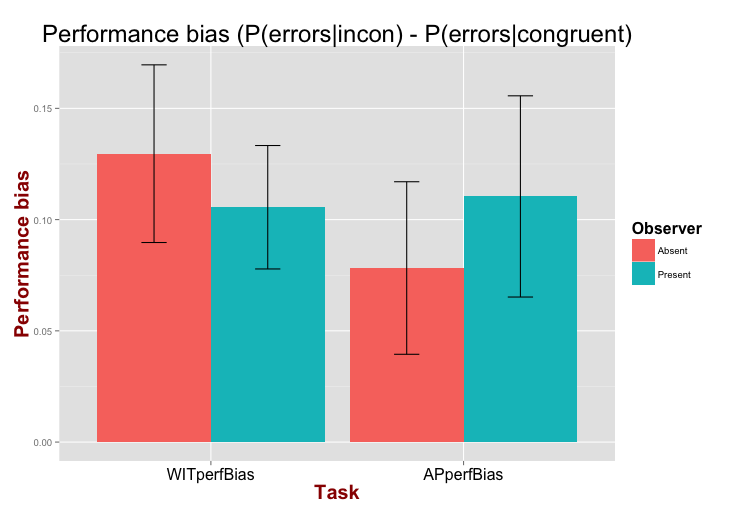 Performance bias (P(errors|incon) - P(errors|congruent)
Performance bias
0.15
0.10
0.05
0.00
WITperfBias APperfBias
Task
Observer
Absent
Present